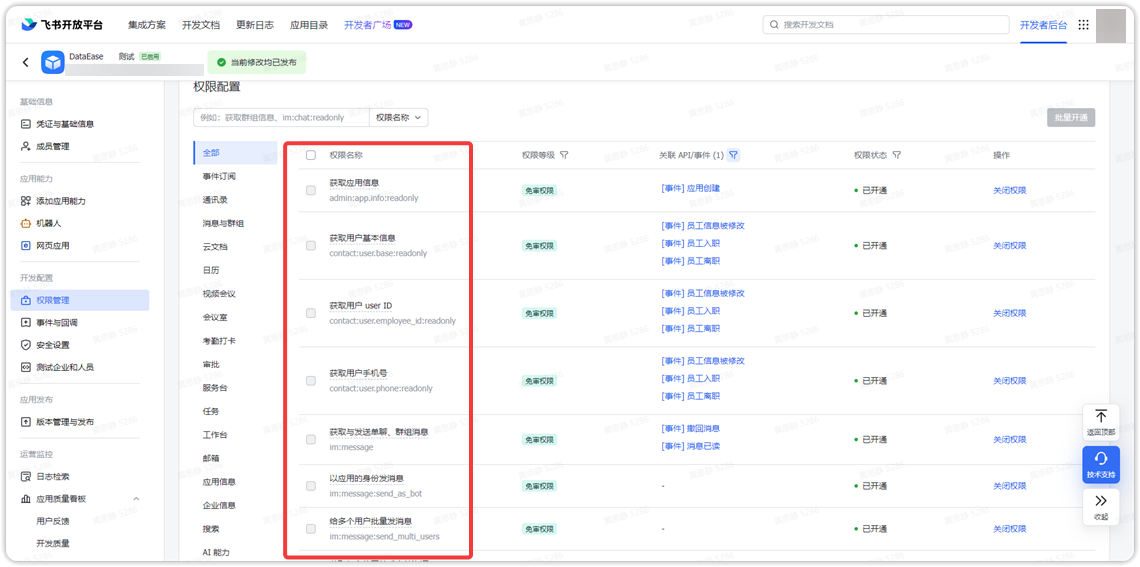 飞书开放平台
集成方案 开发文档 更新日志 应用目录 开发者广场 NEW
搜索开发文档
开发者后台
DataEase 测试 已启用
当前修改均已发布
基础信息
凭证与基础信息
成员管理
应用能力
添加应用能力
机器人
网页应用
开发配置
权限管理
事件与回调
安全设置
测试企业和人员
应用发布
版本管理与发布
运营监控
日志检索
应用质量看板
用户反馈
开发质量
权限配置
例如：获取群组信息、im:chat:readonly 权限名称
批量开通
全部
事件订阅
通讯录
消息与群组
云文档
日历
视频会议
会议室
考勤打卡
审批
服务台
任务
工作台
邮箱
应用信息
企业信息
搜索
AI 能力
权限名称 权限等级 关联 API/事件 (1) 权限状态 操作
获取应用信息
admin:app.info:readonly
免审权限
[事件] 应用创建
已开通
关闭权限
获取用户基本信息
contact:user.base:readonly
免审权限
[事件] 员工信息被修改
[事件] 员工入职
[事件] 员工离职
已开通
关闭权限
获取用户 user ID
contact:user.employee_id:readonly
免审权限
[事件] 员工信息被修改
[事件] 员工入职
[事件] 员工离职
已开通
关闭权限
获取用户手机号
contact:user.phone:readonly
免审权限
[事件] 员工信息被修改
[事件] 员工入职
[事件] 员工离职
已开通
关闭权限
获取与发送单聊、群组消息
im:message
免审权限
[事件] 撤回消息
[事件] 消息已读
已开通
关闭权限
以应用的身份发消息
im:message:send_as_bot
免审权限
-
已开通
关闭权限
给多个用户批量发消息
im:message:send_multi_users
免审权限
-
已开通
关闭权限
返回顶部
技术支持
收起